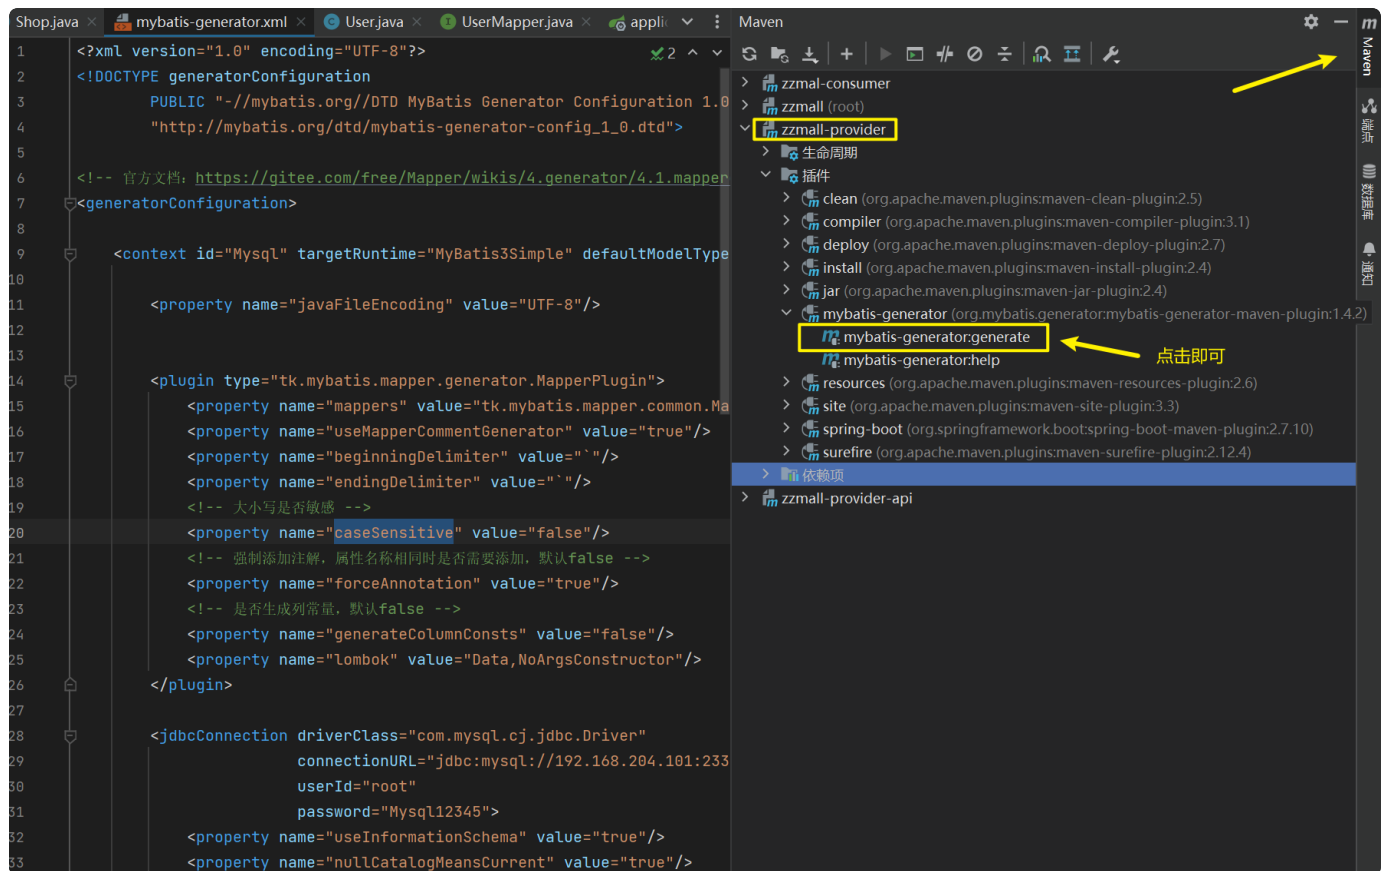 Shop.java
mybatis-generator.xml
User.java
UserMapper.java
applic
Maven
1 <?xml version="1.0" encoding="UTF-8"?>
2
2 <!DOCTYPE generatorConfiguration
3 PUBLIC "-//mybatis.org//DTD MyBatis Generator Configuration 1.0
4 "http://mybatis.org/dtd/mybatis-generator-config_1_0.dtd">
5
6 <!-- 官方文档: https://gitee.com/free/Mapper/wikis/4.generator/4.1.mapper
7 <generatorConfiguration>
8
9 <context id="Mysql" targetRuntime="MyBatis3Simple" defaultModelType
10
11 <property name="javaFileEncoding" value="UTF-8"/>
12
13
14 <plugin type="tk.mybatis.mapper.generator.MapperPlugin">
15 <property name="mappers" value="tk.mybatis.mapper.common.Ma
16 <property name="useMapperCommentGenerator" value="true"/>
17 <property name="beginningDelimiter" value="`"/>
18 <property name="endingDelimiter" value="`"/>
19 <!-- 大小写是否敏感 -->
20 <property name="caseSensitive" value="false"/>
21 <!-- 强制添加注解，属性名称相同时是否需要添加，默认false -->
22 <property name="forceAnnotation" value="true"/>
23 <!-- 是否生成列常量，默认false -->
24 <property name="generateColumnConsts" value="false"/>
25 <property name="lombok" value="Data,NoArgsConstructor"/>
26 </plugin>
27
28 <jdbcConnection driverClass="com.mysql.cj.jdbc.Driver"
29 connectionURL="jdbc:mysql://192.168.204.101:233
30 userId="root"
31 password="Mysql12345">
32 <property name="useInformationSchema" value="true"/>
33 <property name="nullCatalogMeansCurrent" value="true"/>
zzmal-consumer
zzmall (root)
zzmall-provider
生命周期
插件
clean (org.apache.maven.plugins:maven-clean-plugin:2.5)
compiler (org.apache.maven.plugins:maven-compiler-plugin:3.1)
deploy (org.apache.maven.plugins:maven-deploy-plugin:2.7)
install (org.apache.maven.plugins:maven-install-plugin:2.4)
jar (org.apache.maven.plugins:maven-jar-plugin:2.4)
mybatis-generator (org.mybatis.generator:mybatis-generator-maven-plugin:1.4.2)
mybatis-generator:generate
点击即可
mybatis-generator:help
resources (org.apache.maven.plugins:maven-resources-plugin:2.6)
site (org.apache.maven.plugins:maven-site-plugin:3.3)
spring-boot (org.springframework.boot:spring-boot-maven-plugin:2.7.10)
surefire (org.apache.maven.plugins:maven-surefire-plugin:2.12.4)
依赖项
zzmall-provider-api
Maven
端点
数据库
通知